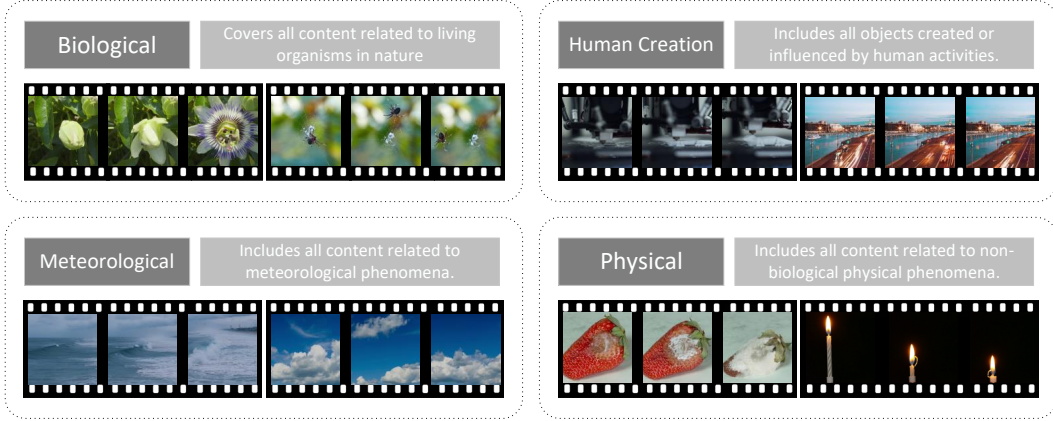 Biological
Covers all content related to living
organisms in nature
Human Creation
Includes all objects created or
influenced by human activities.
Meteorological
Includes all content related to
meteorological phenomena.
Physical
Includes all content related to non-
biological physical phenomena.